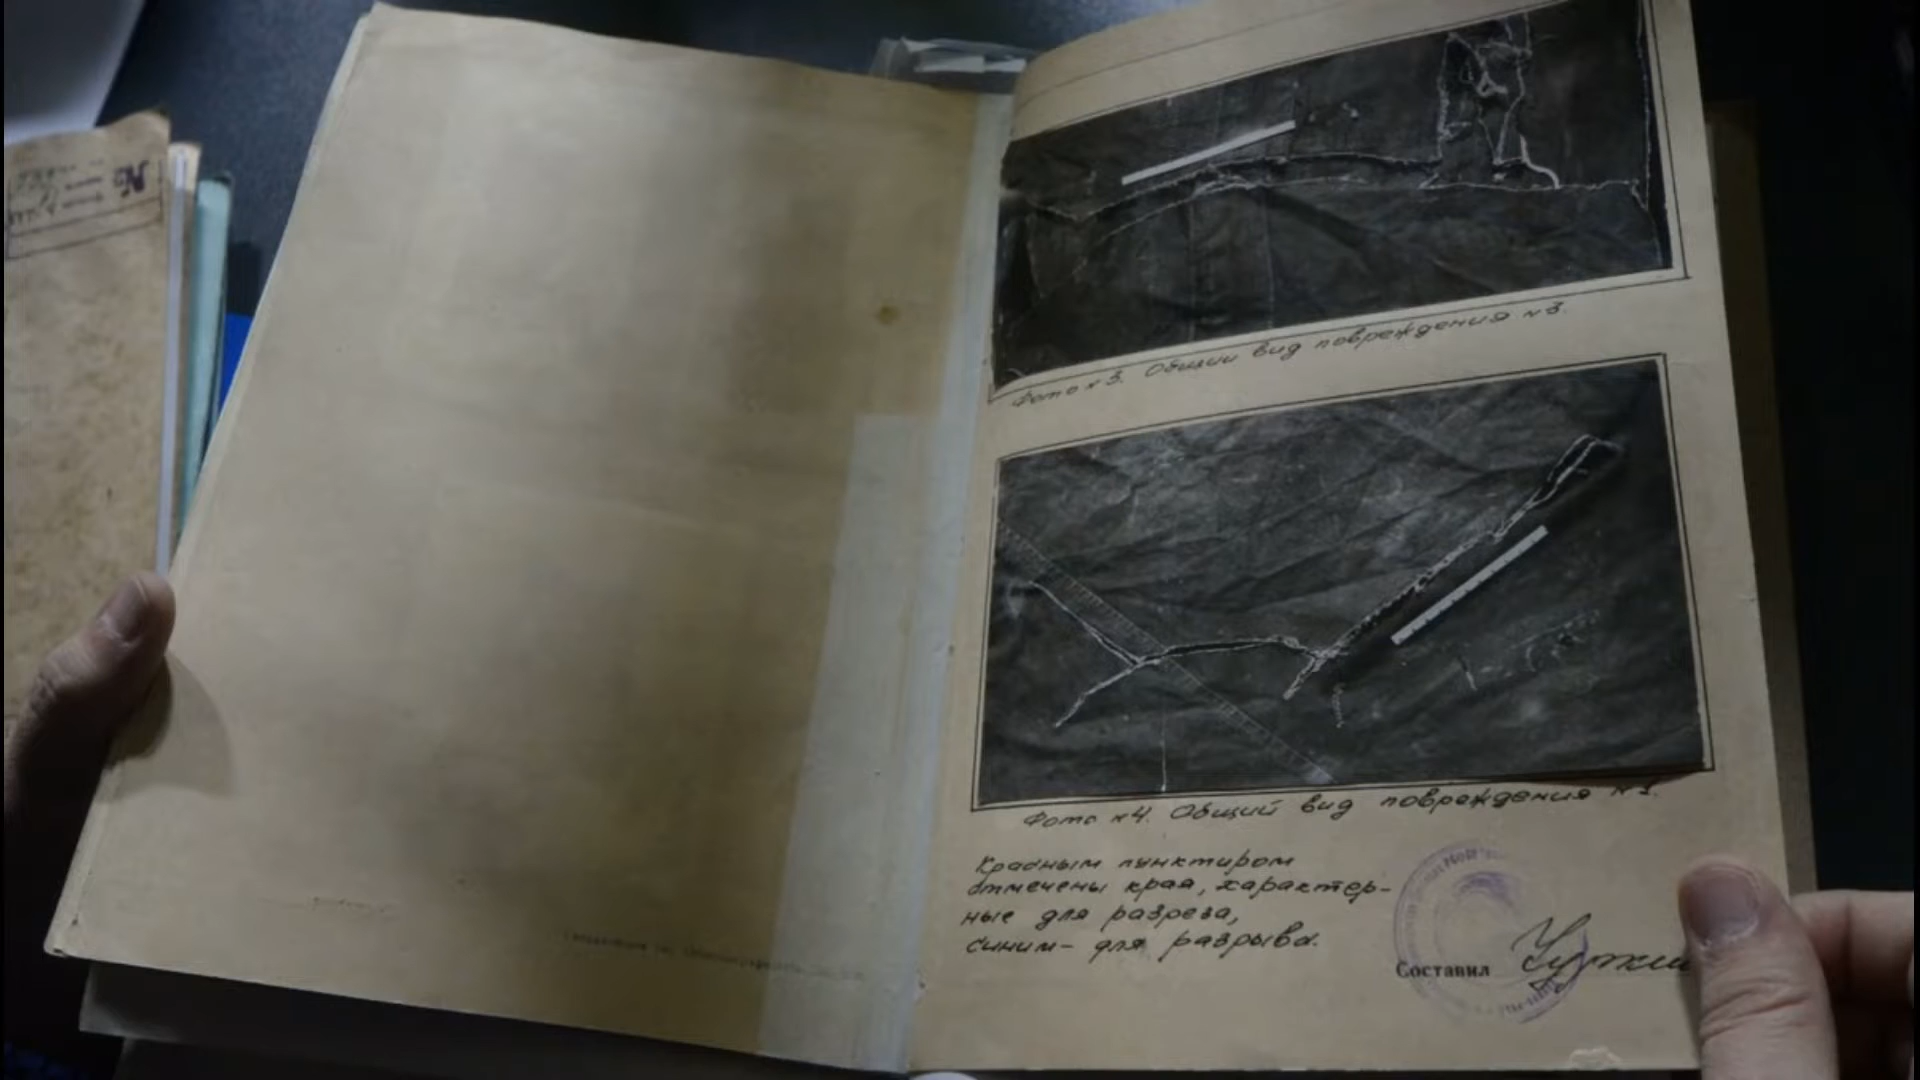 №
Фото №3. Общий вид повреждения №3.
Фото №4. Общий вид повреждения
Красным пунктиром
отмечены края, характер-
ные для разреза,
синим- для разрыва.
Составил